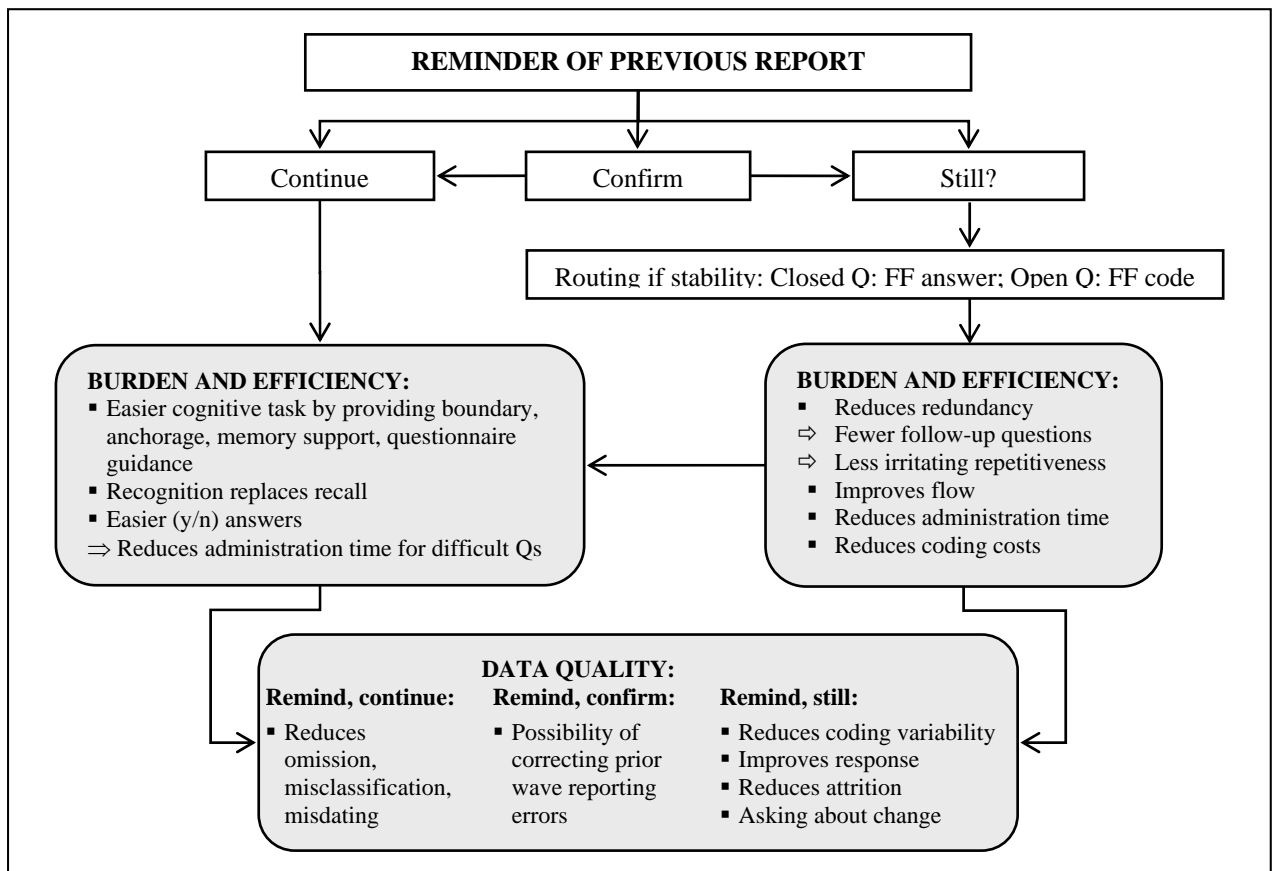 REMINDER OF PREVIOUS REPORT
Continue
Confirm
Still?
Routing if stability: Closed Q: FF answer; Open Q: FF code
BURDEN AND EFFICIENCY:
▪ Easier cognitive task by providing boundary,
anchorage, memory support, questionnaire
guidance
▪ Recognition replaces recall
▪ Easier (y/n) answers
⇒ Reduces administration time for difficult Qs
BURDEN AND EFFICIENCY:
▪ Reduces redundancy
⇨ Fewer follow-up questions
⇨ Less irritating repetitiveness
▪ Improves flow
▪ Reduces administration time
▪ Reduces coding costs
DATA QUALITY:
Remind, continue:
▪ Reduces
omission,
misclassification,
misdating
Remind, confirm:
▪ Possibility of
correcting prior
wave reporting
errors
Remind, still:
▪ Reduces coding variability
▪ Improves response
▪ Reduces attrition
▪ Asking about change